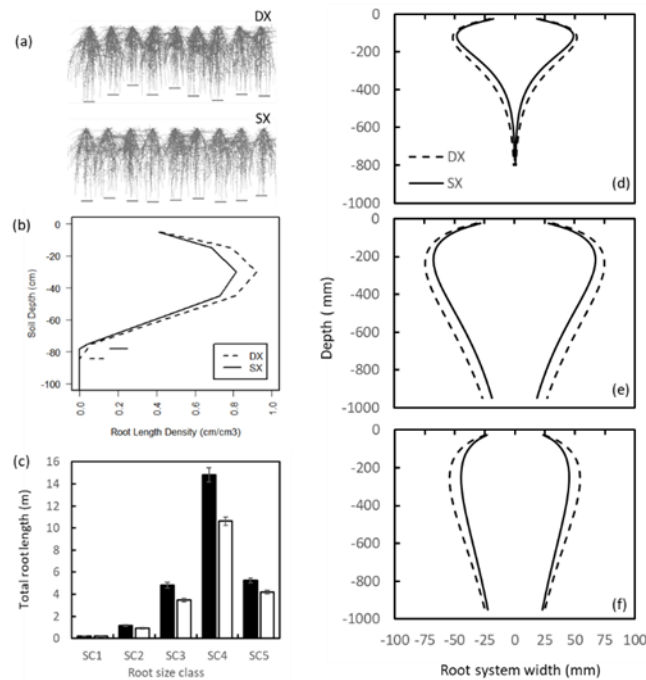 (a)
DX
SX
(b)
0
-20
-40
-60
-80
-100
Soil Depth (cm)
0.0 0.2 0.4 0.6 0.8 1.0
Root Length Density (cm/cm3)
DX
SX
(c)
16
14
12
10
8
6
4
2
0
Total root length (m)
SC1 SC2 SC3 SC4 SC5
Root size class
0
-200
-400
-600
-800
-1000
DX
SX
(d)
0
-200
-400
-600
-800
-1000
Depth ( mm)
(e)
0
-200
-400
-600
-800
-1000
(f)
-100 -75 -50 -25 0 25 50 75 100
Root system width (mm)